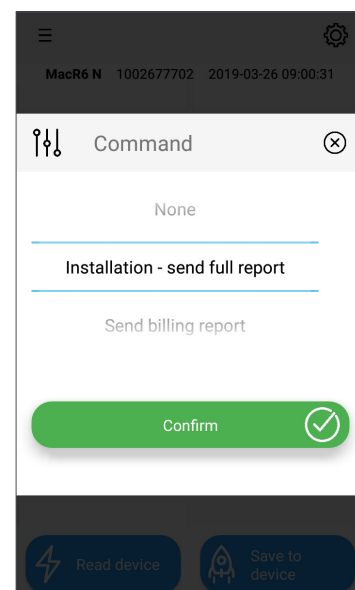 MacR6 N 1002677702 2019-03-26 09:00:31
Command
None
Installation - send full report
Send billing report
Confirm
Read device
Save to
device